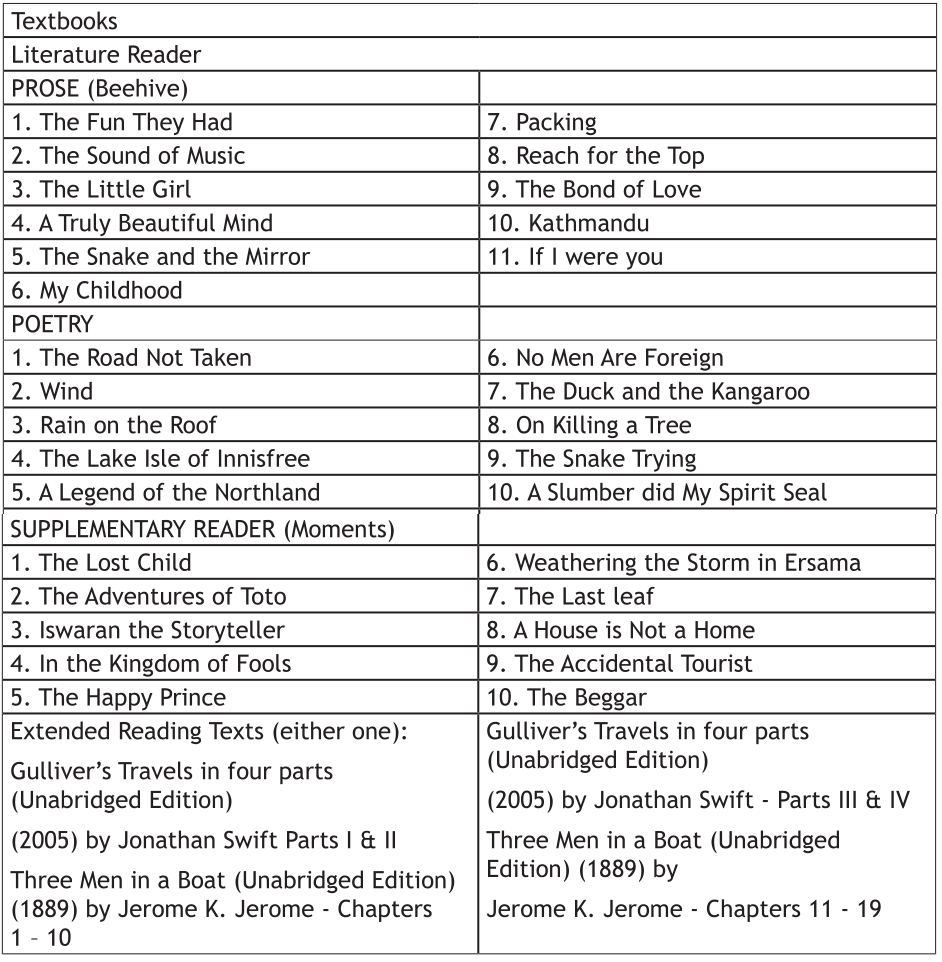 Textbooks
Literature Reader
PROSE (Beehive)
1. The Fun They Had
7. Packing
2. The Sound of Music
8. Reach for the Top
3. The Little Girl
9. The Bond of Love
4. A Truly Beautiful Mind
10. Kathmandu
5. The Snake and the Mirror
11. If I were you
6. My Childhood
POETRY
1. The Road Not Taken
6. No Men Are Foreign
2. Wind
7. The Duck and the Kangaroo
3. Rain on the Roof
8. On Killing a Tree
4. The Lake Isle of Innisfree
9. The Snake Trying
5. A Legend of the Northland
10. A Slumber did My Spirit Seal
SUPPLEMENTARY READER (Moments)
1. The Lost Child
6. Weathering the Storm in Ersama
2. The Adventures of Toto
7. The Last leaf
3. Iswaran the Storyteller
8. A House is Not a Home
4. In the Kingdom of Fools
9. The Accidental Tourist
5. The Happy Prince
10. The Beggar
Extended Reading Texts (either one):
Gulliver's Travels in four parts
(Unabridged Edition)
(2005) by Jonathan Swift Parts I & II
Three Men in a Boat (Unabridged Edition)
(1889) by Jerome K. Jerome - Chapters
1 – 10
Gulliver's Travels in four parts
(Unabridged Edition)
(2005) by Jonathan Swift - Parts III & IV
Three Men in a Boat (Unabridged
Edition) (1889) by
Jerome K. Jerome - Chapters 11 - 19